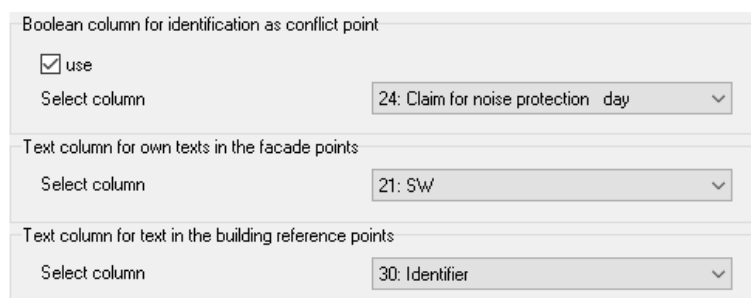 Boolean column for identification as conflict point
use
Select column 24: Claim for noise protection day
Text column for own texts in the facade points
Select column 21: SW
Text column for text in the building reference points
Select column 30: Identifier